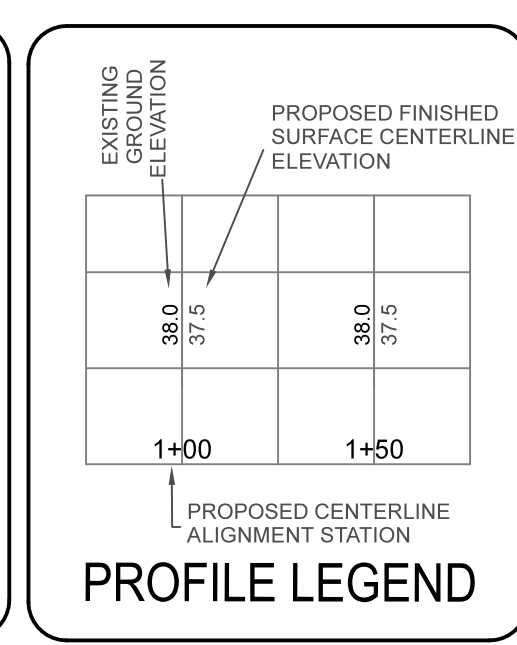 EXISTING
GROUND
ELEVATION
PROPOSED FINISHED
SURFACE CENTERLINE
ELEVATION
38.0
37.5
38.0
37.5
1+00
1+50
PROPOSED CENTERLINE
ALIGNMENT STATION
PROFILE LEGEND